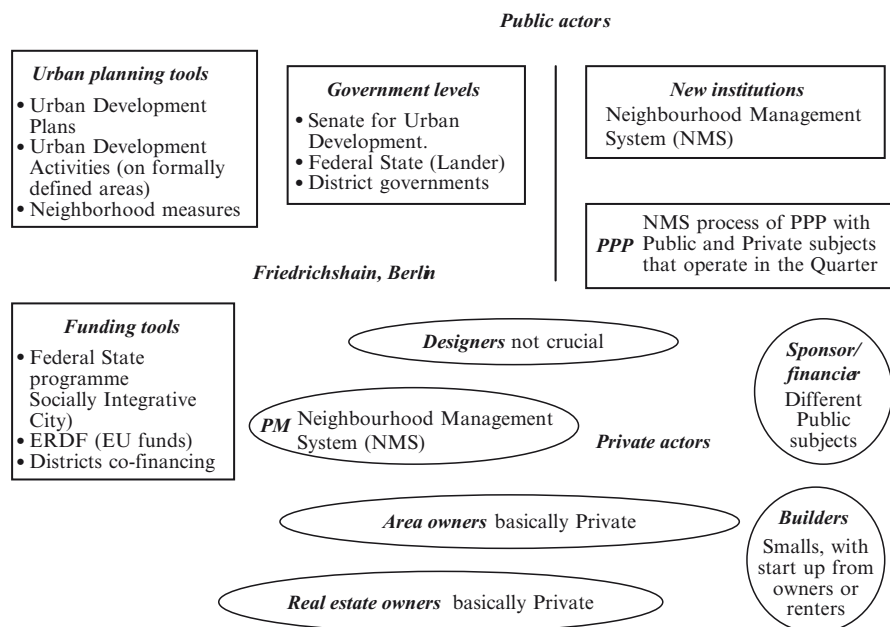 Public actors
Urban planning tools
• Urban Development
Plans
• Urban Development
Activities (on formally
defined areas)
• Neighborhood measures
Government levels
• Senate for Urban
Development.
• Federal State (Lander)
• District governments
New institutions
Neighbourhood Management
System (NMS)
PPP NMS process of PPP with
Public and Private subjects
that operate in the Quarter
Friedrichshain, Berlin
Funding tools
• Federal State
programme
Socially Integrative
City)
• ERDF (EU funds)
• Districts co-financing
Designers not crucial
PM Neighbourhood Management
System (NMS)
Private actors
Sponsor/
financier
Different
Public
subjects
Area owners basically Private
Real estate owners basically Private
Builders
Smalls, with
start up from
owners or
renters